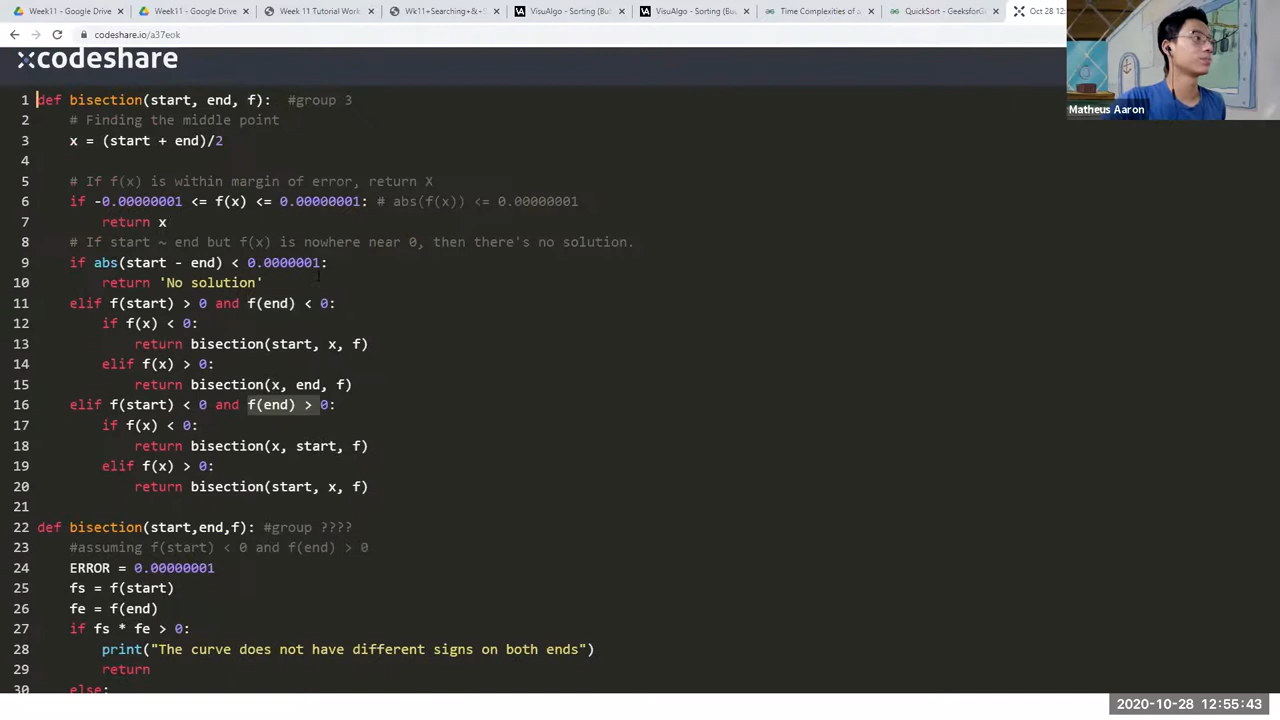 Week11 - Google Drive
Week11 - Google Drive
Week 11 Tutorial Work
Wk11+Searching+&+S
VisuAlgo - Sorting (Bu
VisuAlgo - Sorting (Bu
Time Complexities of a
QuickSort - GeeksforG
Oct 28 12:
codeshare.io/a37eok
codeshare
Matheus Aaron
1 def bisection(start, end, f):  #group 3
2 # Finding the middle point
3 x = (start + end)/2
4
5 # If f(x) is within margin of error, return X
6 if -0.00000001 <= f(x) <= 0.00000001: # abs(f(x)) <= 0.00000001
7 return x
8 # If start ~ end but f(x) is nowhere near 0, then there's no solution.
9 if abs(start - end) < 0.0000001:
10 return 'No solution'
11 elif f(start) > 0 and f(end) < 0:
12 if f(x) < 0:
13 return bisection(start, x, f)
14 elif f(x) > 0:
15 return bisection(x, end, f)
16 elif f(start) < 0 and f(end) > 0:
17 if f(x) < 0:
18 return bisection(x, start, f)
19 elif f(x) > 0:
20 return bisection(start, x, f)
21
22 def bisection(start,end,f): #group ????
23 #assuming f(start) < 0 and f(end) > 0
24 ERROR = 0.00000001
25 fs = f(start)
26 fe = f(end)
27 if fs * fe > 0:
28 print("The curve does not have different signs on both ends")
29 return
30 else:
2020-10-28 12:55:43